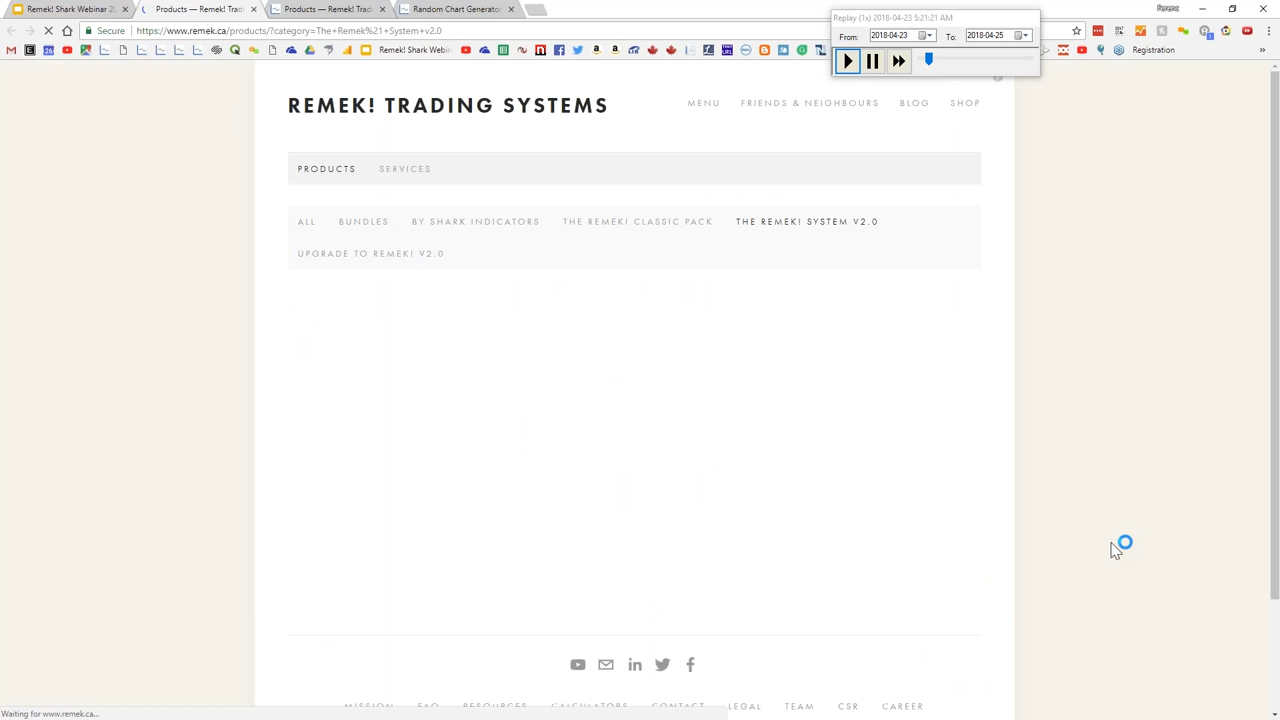 Remek! Shark Webinar 2
Products — Remek! Tradi
Products — Remek! Tradi
Random Chart Generator
Replay (1x) 2018-04-23 5:21:21 AM
From: 2018-04-23 To: 2018-04-25
Secure https://www.remek.ca/products/?category=The+Remek%21+System+v2.0
Remek! Shark Webin
Registration
REMEK! TRADING SYSTEMS
MENU FRIENDS & NEIGHBOURS BLOG SHOP
PRODUCTS SERVICES
ALL BUNDLES BY SHARK INDICATORS THE REMEK! CLASSIC PACK THE REMEK! SYSTEM V2.0
UPGRADE TO REMEK! V2.0
MISSION FAQ RESOURCES CALCULATORS CONTACT LEGAL TEAM CSR CAREER
Waiting for www.remek.ca...